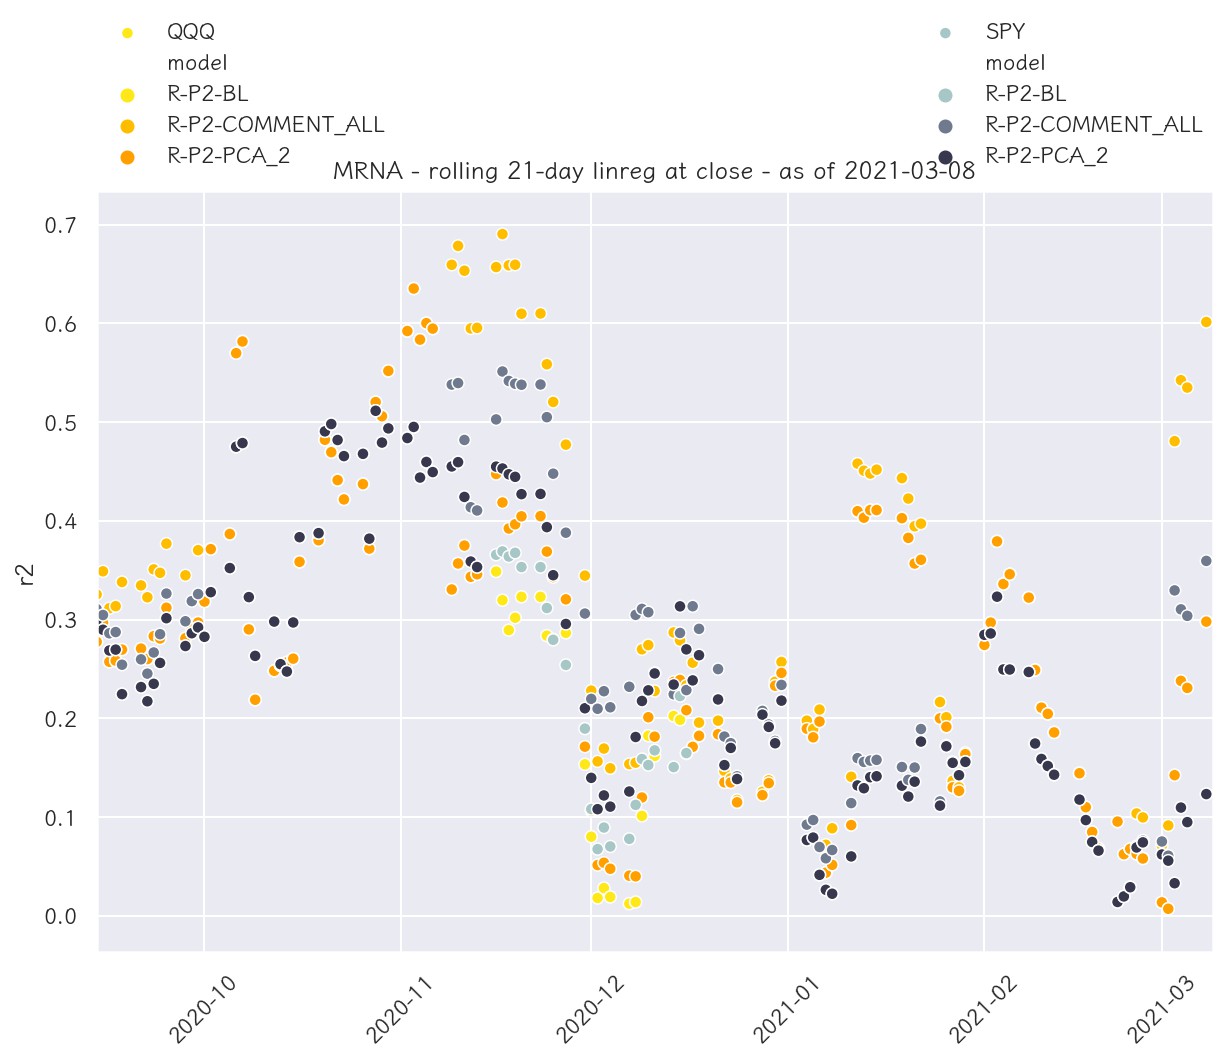 QQQ
model
R-P2-BL
R-P2-COMMENT_ALL
R-P2-PCA_2
SPY
model
R-P2-BL
R-P2-COMMENT_ALL
R-P2-PCA_2
MRNA - rolling 21-day linreg at close - as of 2021-03-08
0.7
0.6
0.5
0.4
0.3
0.2
0.1
0.0
r2
2020-10
2020-11
2020-12
2021-01
2021-02
2021-03